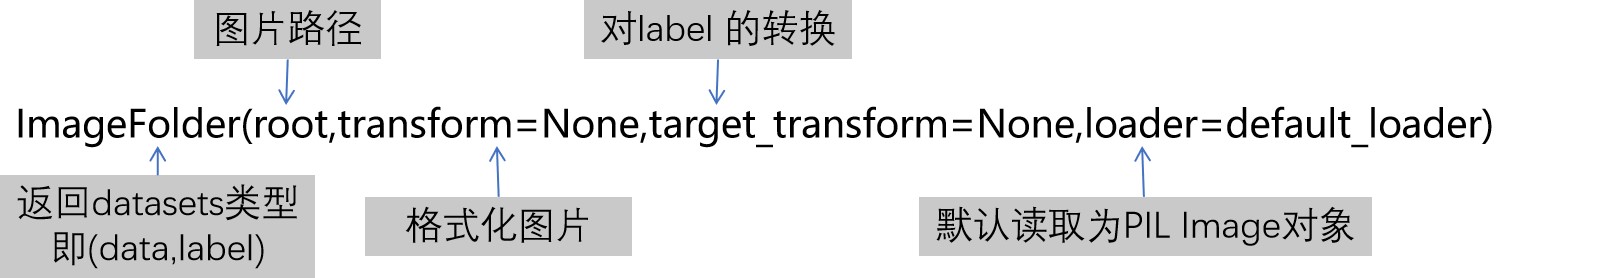 图片路径
对label 的转换
ImageFolder(root,transform=None,target_transform=None,loader=default_loader)
返回datasets类型
即(data,label)
格式化图片
默认读取为PIL Image对象